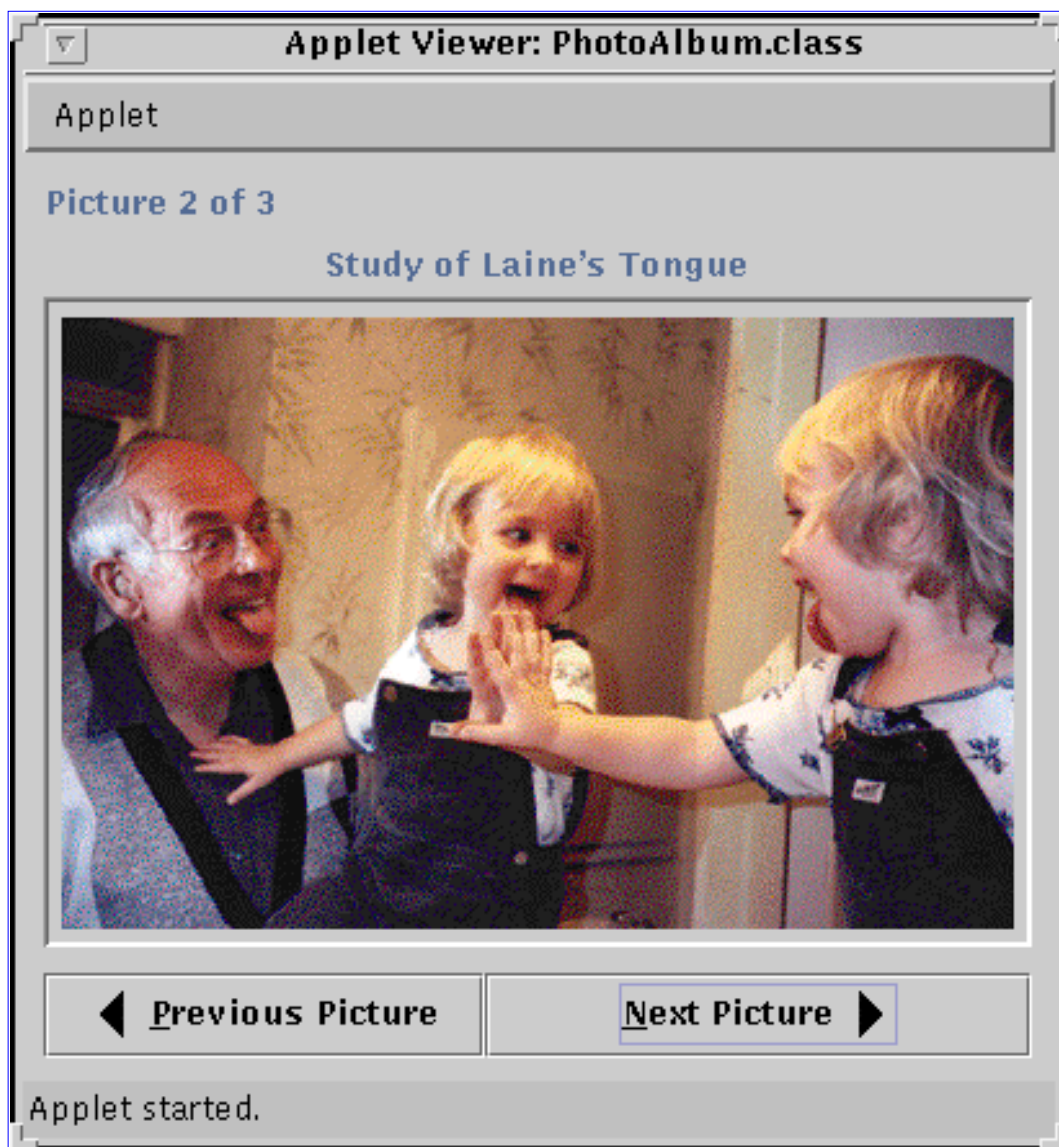 Applet Viewer: PhotoAlbum.class
Applet
Picture 2 of 3
Study of Laine's Tongue
Previous Picture
Next Picture
Applet started.